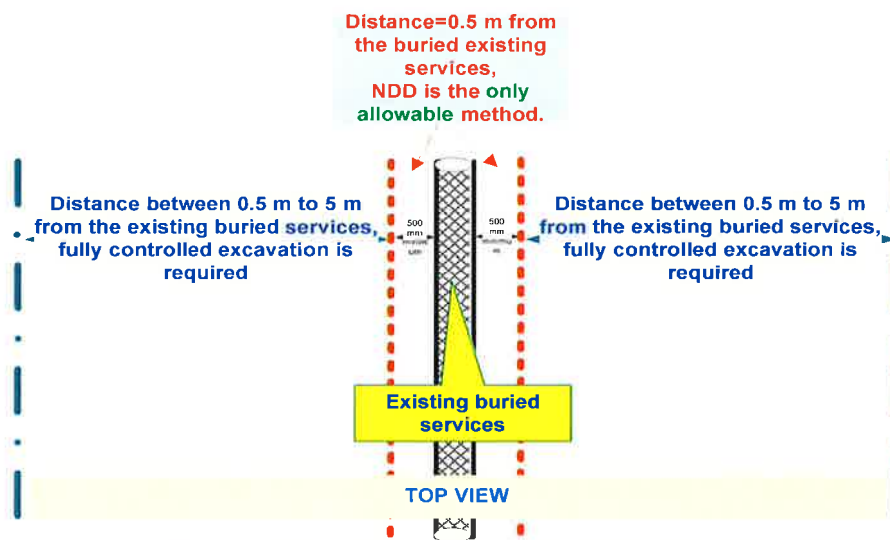 Distance=0.5 m from
the buried existing
services,
NDD is the only
allowable method.
Distance between 0.5 m to 5 m
from the existing buried services,
fully controlled excavation is
required
500
mm
500
mm
Distance between 0.5 m to 5 m
from the existing buried services,
fully controlled excavation is
required
Existing buried
services
TOP VIEW